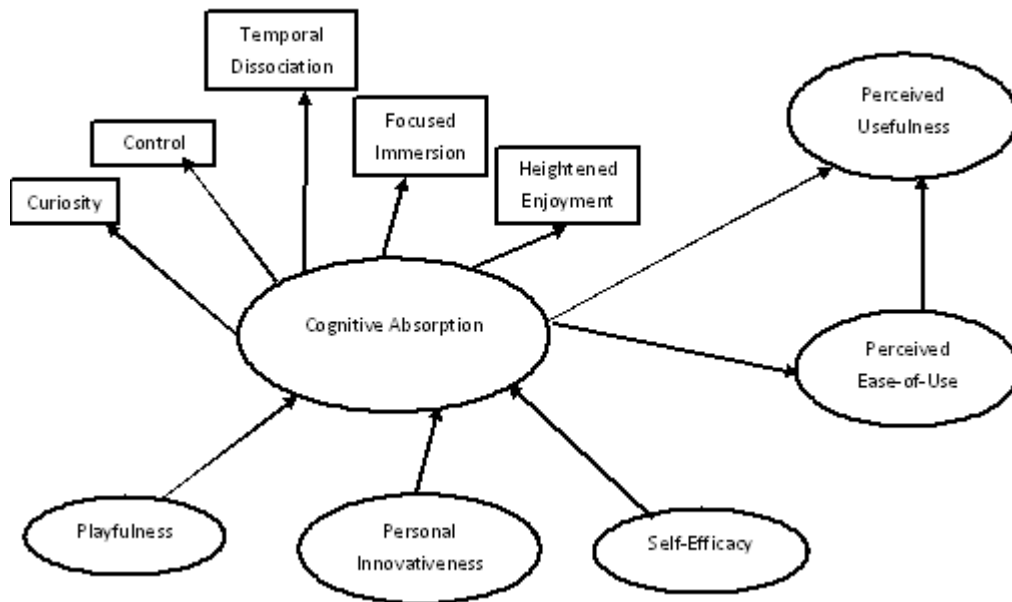 Temporal
Dissociation
Focused
Immersion
Control
Heightened
Enjoyment
Curiosity
Perceived
Usefulness
Cognitive Absorption
Perceived
Ease-of-Use
Playfulness
Personal
Innovativeness
Self-Efficacy